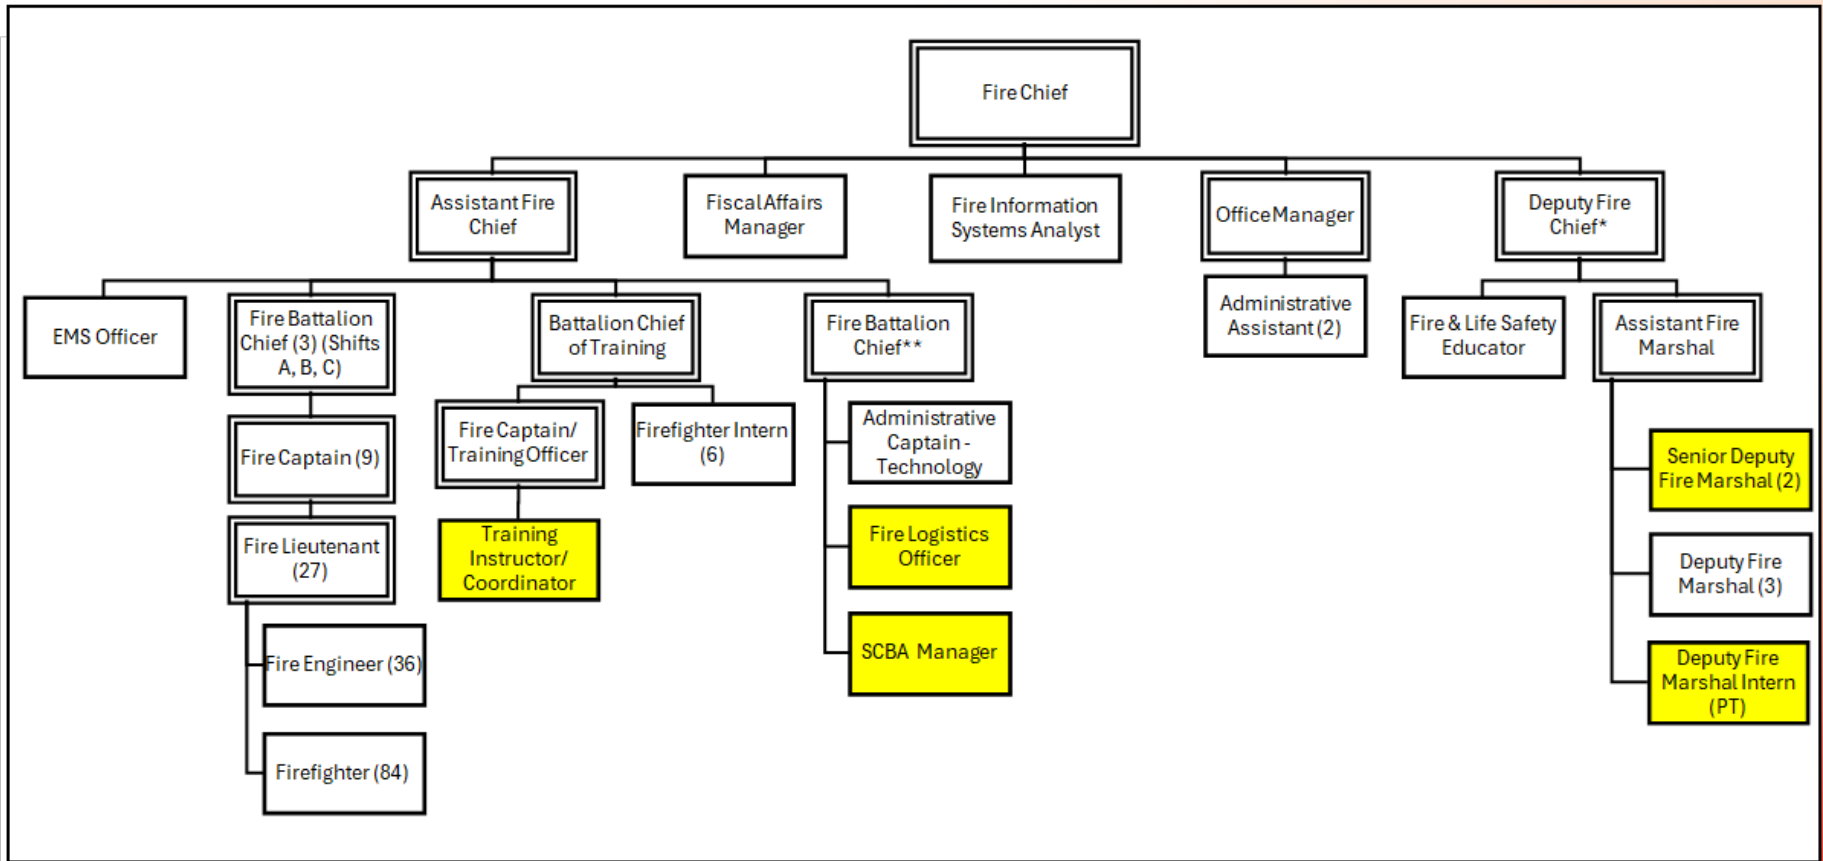 Fire Chief
Assistant Fire
Chief
Fiscal Affairs
Manager
Fire Information
Systems Analyst
Office Manager
Deputy Fire
Chief*
EMS Officer
Fire Battalion
Chief (3) (Shifts
A, B, C)
Battalion Chief
of Training
Fire Battalion
Chief**
Administrative
Assistant (2)
Fire & Life Safety
Educator
Assistant Fire
Marshal
Fire Captain (9)
Fire Captain/
Training Officer
Firefighter Intern
(6)
Administrative
Captain -
Technology
Senior Deputy
Fire Marshal (2)
Fire Lieutenant
(27)
Training
Instructor/
Coordinator
Fire Logistics
Officer
Deputy Fire
Marshal (3)
Fire Engineer (36)
SCBA Manager
Deputy Fire
Marshal Intern
(PT)
Firefighter (84)